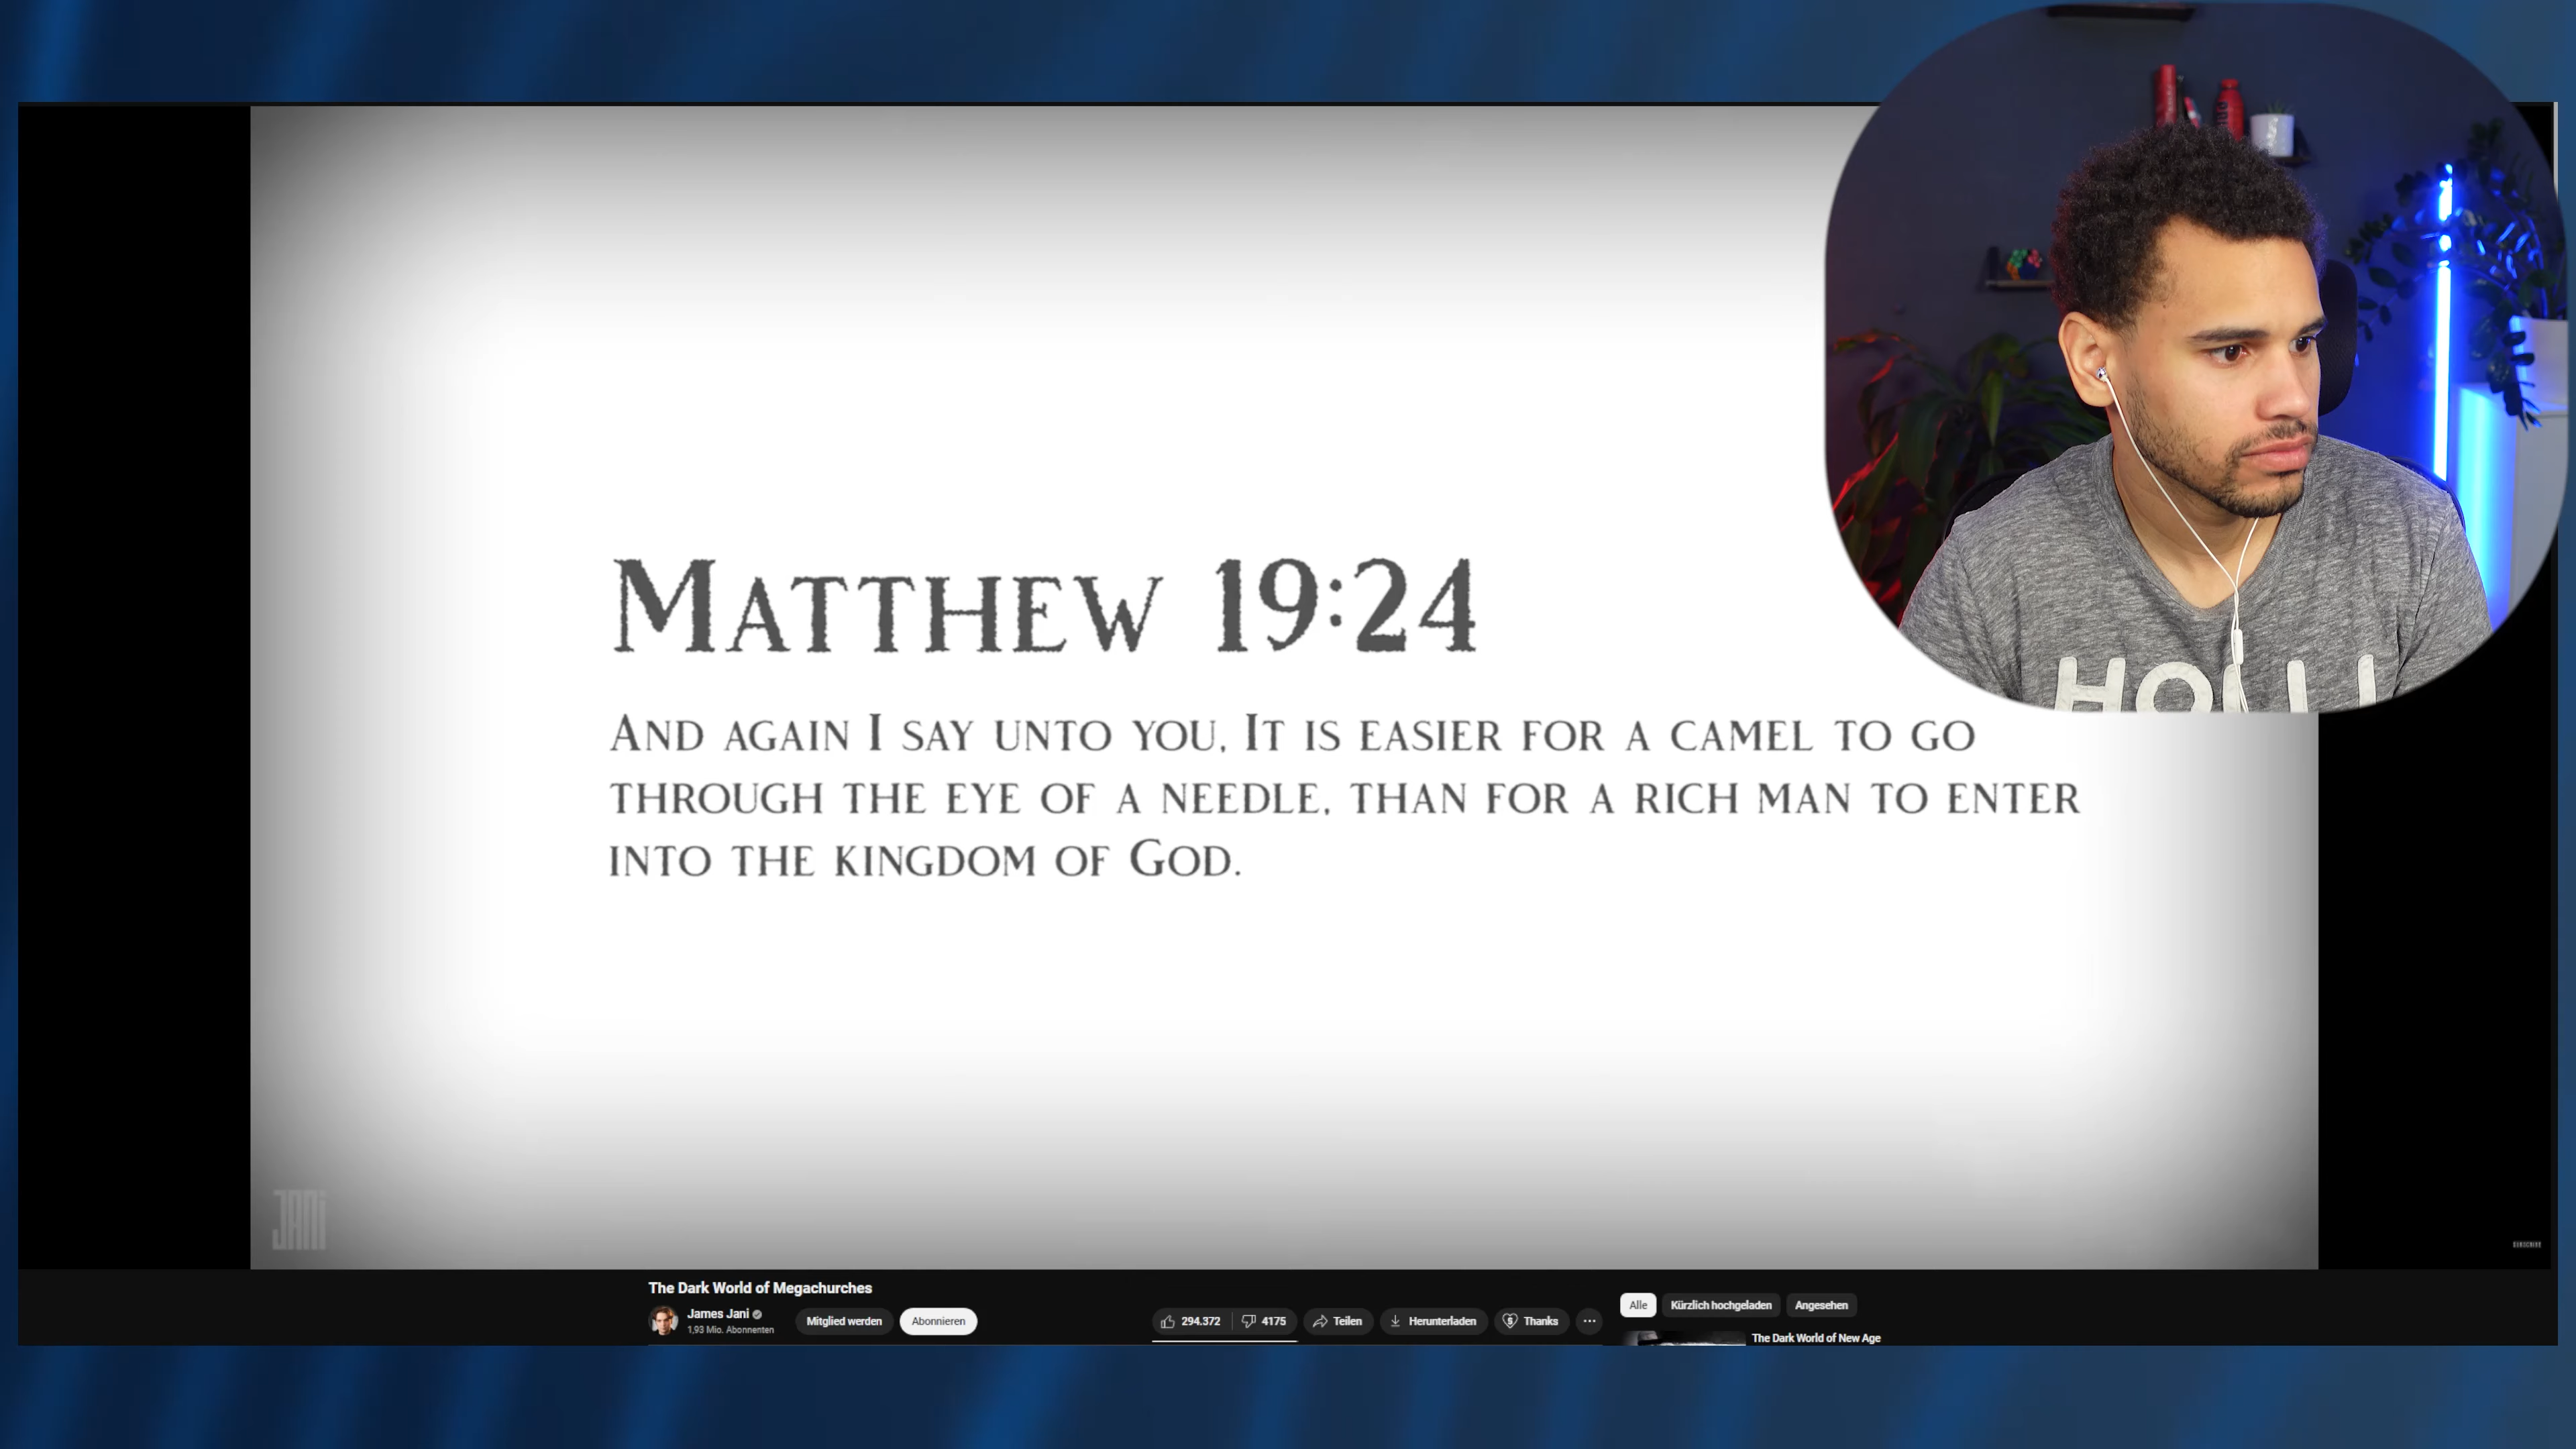 Matthew 19:24
And again I say unto you, It is easier for a camel to go
through the eye of a needle, than for a rich man to enter
into the kingdom of God.
JANI
SUBSCRIBE
The Dark World of Megachurches
James Jani
1,93 Mio. Abonnenten
Mitglied werden
Abonnieren
294.372
4175
Teilen
Herunterladen
Thanks
Alle
Kürzlich hochgeladen
Angesehen
The Dark World of New Age